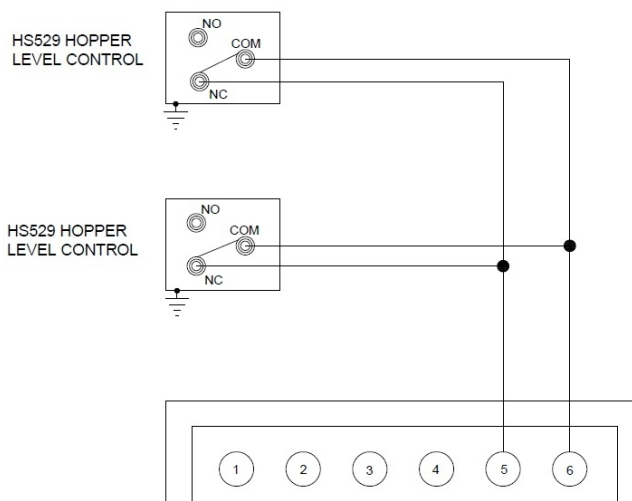 HS529 HOPPER
LEVEL CONTROL
NO
COM
NC
HS529 HOPPER
LEVEL CONTROL
NO
COM
NC
1 2 3 4 5 6